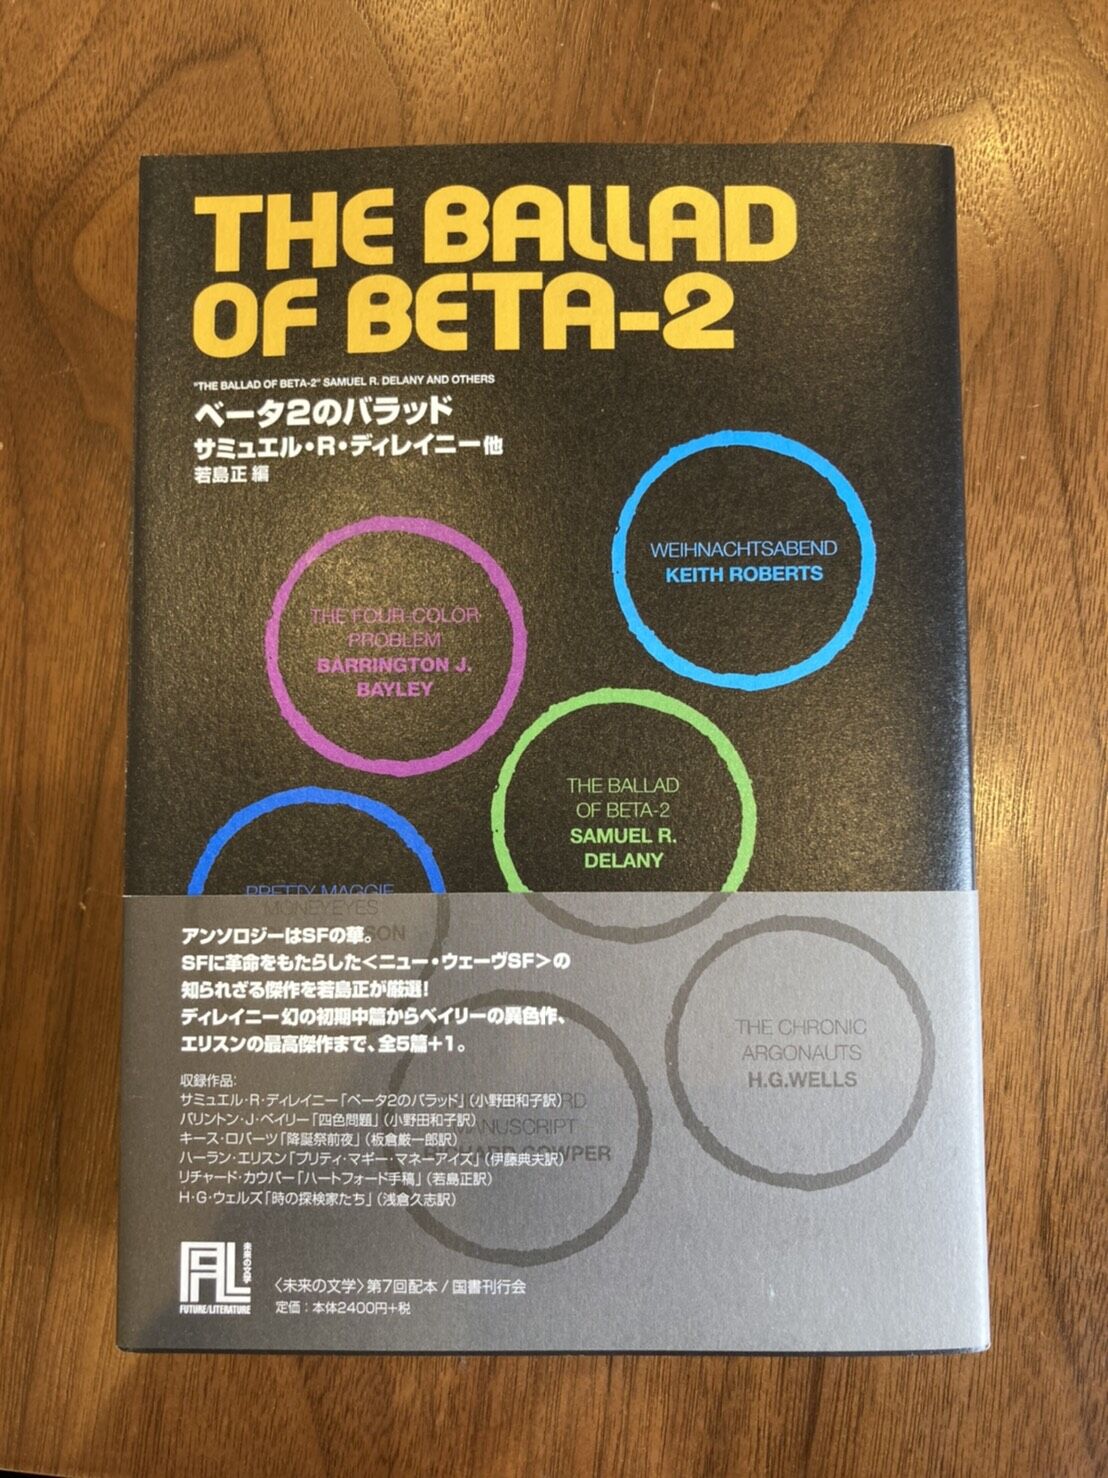 THE BALLAD
OF BETA-2
"THE BALLAD OF BETA-2" SAMUEL R. DELANY AND OTHERS
ベータ2のバラッド
サミュエル・R・ディレイニー他
若島正 編
WEIHNACHTSABEND
KEITH ROBERTS
THE FOUR-COLOR
PROBLEM
BARRINGTON J.
BAYLEY
THE BALLAD
OF BETA-2
SAMUEL R.
DELANY
PRETTY MAGGIE
MONEYEYES
SON
アンソロジーはSFの華。
SFに革命をもたらした<ニュー・ウェーヴSF>の
知られざる傑作を若島正が厳選!
ディレイニー幻の初期中篇からベイリーの異色作、
エリスンの最高傑作まで、全5篇+1。
THE CHRONIC
ARGONAUTS
H.G.WELLS
収録作品:
サミュエル・R・ディレイニー「ベータ2のバラッド」(小野田和子訳)
バリントン・J・ベイリー「四色問題」(小野田和子訳)
キース・ロバーツ「降誕祭前夜」(板倉厳一郎訳)
ハーラン・エリスン「プリティ・マギー・マネーアイズ」(伊藤典夫訳)
リチャード・カウパー「ハートフォード手稿」(若島正訳)
H・G・ウェルズ「時の探検家たち」(浅倉久志訳)
RD
ANUSCRIPT
COWPER
未来の文学
FUTURE/LITERATURE
〈未来の文学〉第7回配本 / 国書刊行会
定価:本体2400円+税